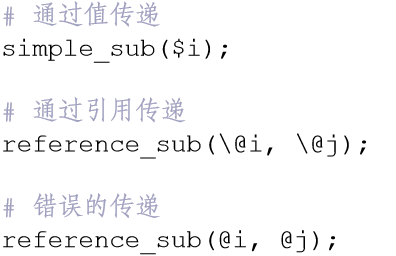 # 通过值传递
simple_sub($i);
# 通过引用传递
reference_sub(\@i, \@j);
# 错误的传递
reference_sub(@i, @j);